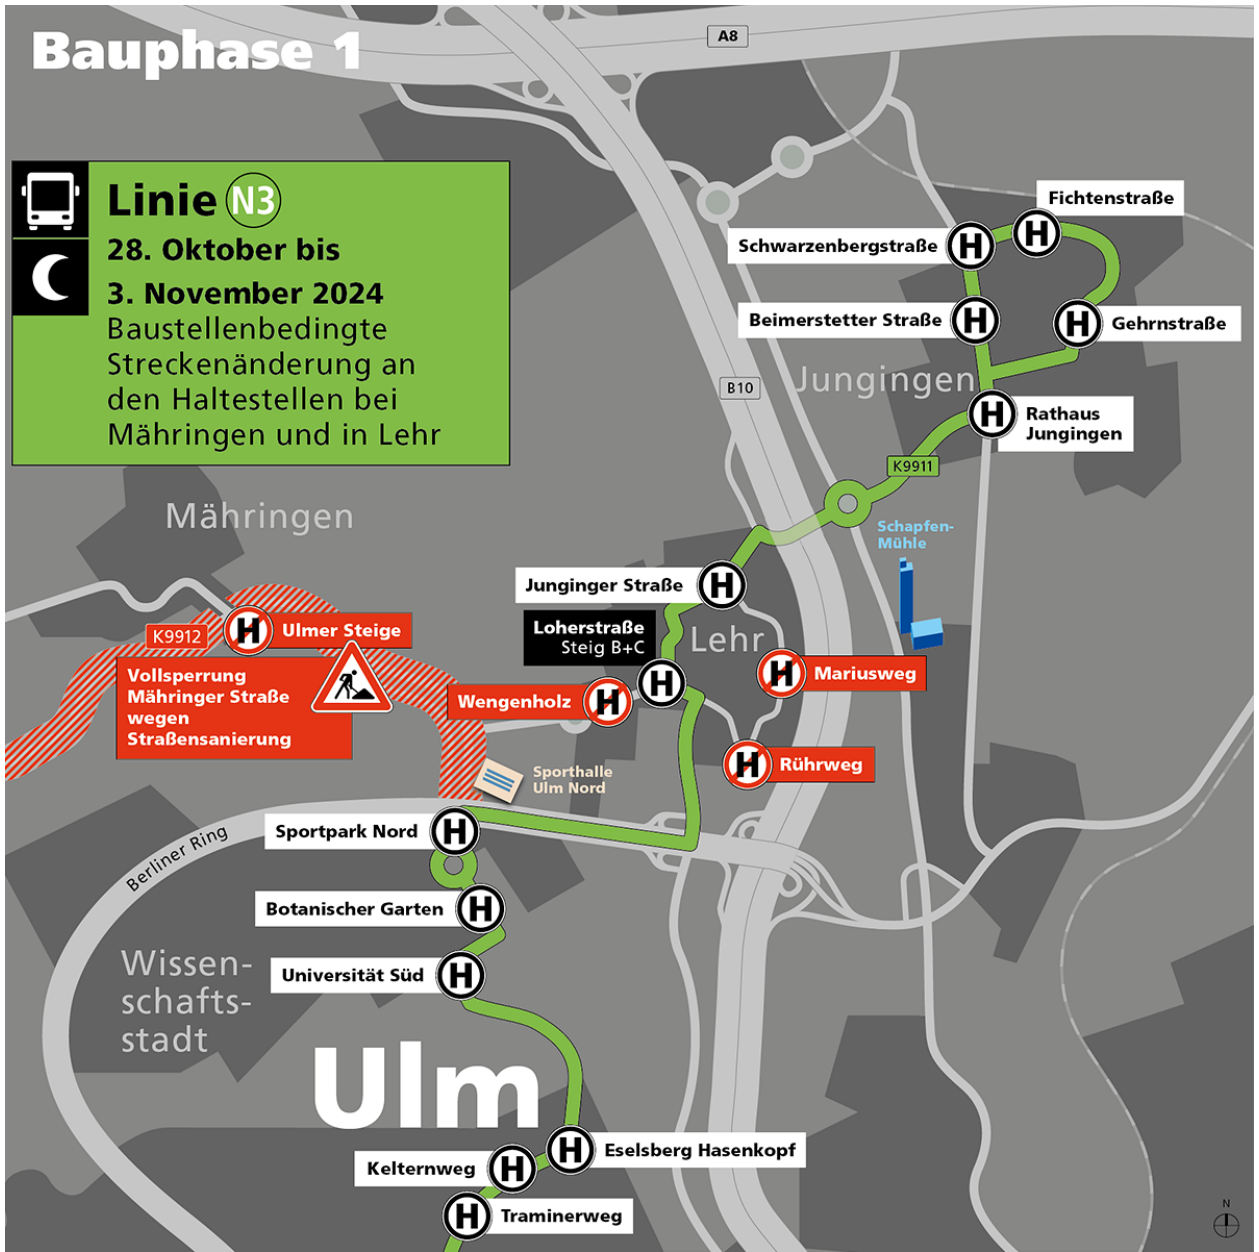 Bauphase 1
A8
Linie N3
28. Oktober bis
3. November 2024
Baustellenbedingte
Streckenänderung an
den Haltestellen bei
Mähringen und in Lehr
Fichtenstraße
H
Schwarzenbergstraße H
Beimerstetter Straße H
H Gehrnstraße
B10
Jungingen
H Rathaus
Jungingen
K9911
Mähringen
Schapfen-
Mühle
Junginger Straße H
Loherstraße
Steig B+C
Lehr
K9912
H Ulmer Steige
Vollsperrung
Mähringer Straße
wegen
Straßensanierung
H
Wengenholz H
H Mariusweg
H Rührweg
Sporthalle
Ulm Nord
Sportpark Nord H
Berliner Ring
Botanischer Garten H
Universität Süd H
Wissen-
schafts-
stadt
Ulm
H Eselsberg Hasenkopf
Kelternweg H
H Traminerweg
N